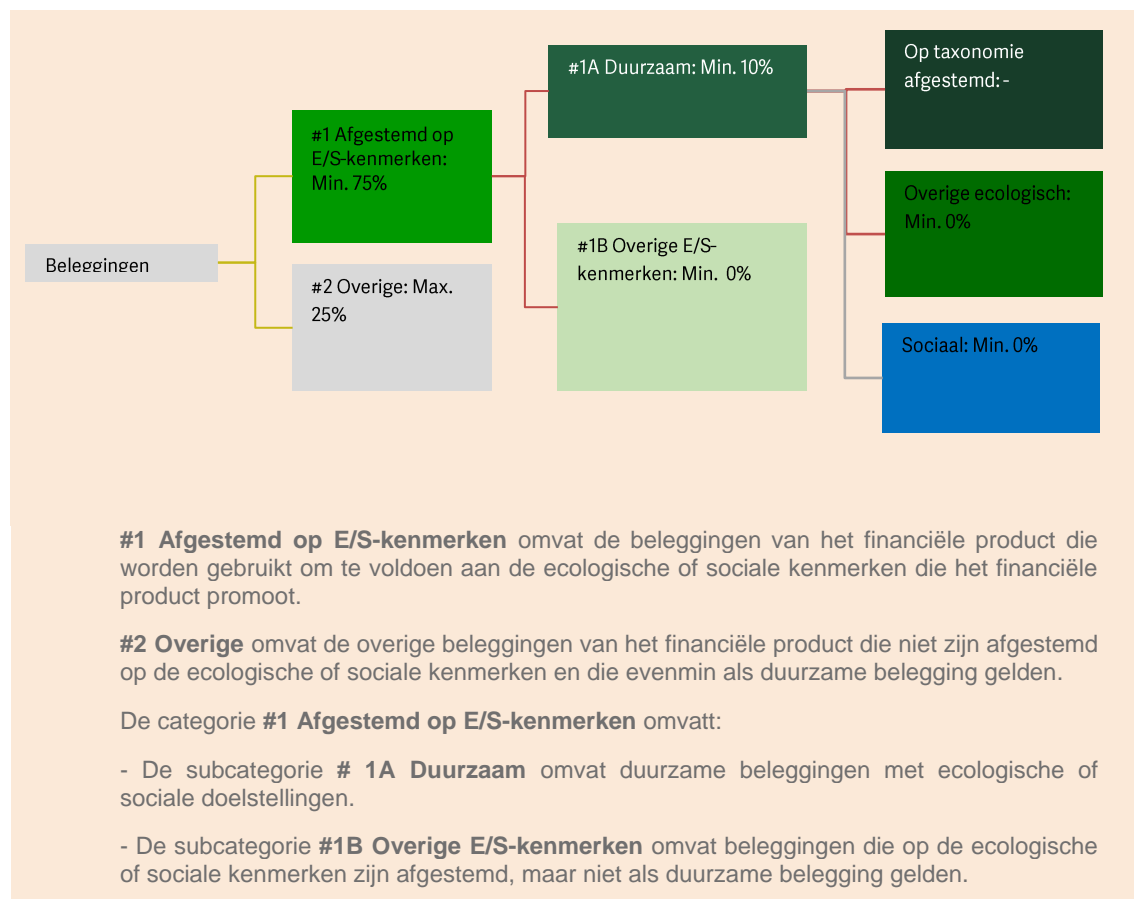 Beleggingen
#1 Afgestemd op
E/S-kenmerken:
Min. 75%
#2 Overige: Max.
25%
#1A Duurzaam: Min. 10%
#1B Overige E/S-
kenmerken: Min. 0%
Op taxonomie
afgestemd: -
Overige ecologisch:
Min. 0%
Sociaal: Min. 0%
#1 Afgestemd op E/S-kenmerken omvat de beleggingen van het financiële product die
worden gebruikt om te voldoen aan de ecologische of sociale kenmerken die het financiële
product promoot.
#2 Overige omvat de overige beleggingen van het financiële product die niet zijn afgestemd
op de ecologische of sociale kenmerken en die evenmin als duurzame belegging gelden.
De categorie #1 Afgestemd op E/S-kenmerken omvatt:
- De subcategorie # 1A Duurzaam omvat duurzame beleggingen met ecologische of
sociale doelstellingen.
- De subcategorie #1B Overige E/S-kenmerken omvat beleggingen die op de ecologische
of sociale kenmerken zijn afgestemd, maar niet als duurzame belegging gelden.